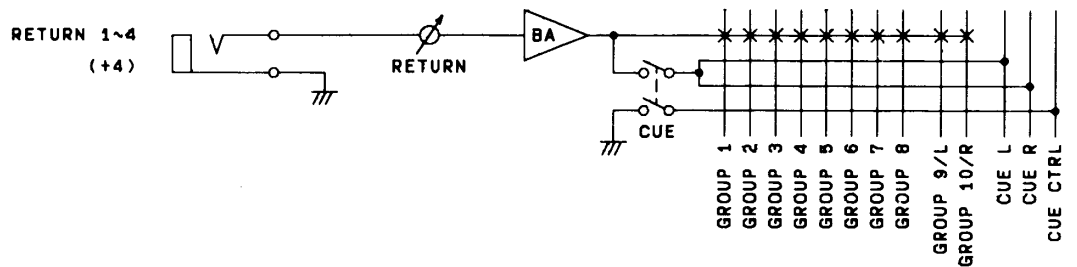 RETURN 1~4
(+4)
RETURN
BA
CUE
GROUP 1
GROUP 2
GROUP 3
GROUP 4
GROUP 5
GROUP 6
GROUP 7
GROUP 8
GROUP 9/L
GROUP 10/R
CUE L
CUE R
CUE CTRL